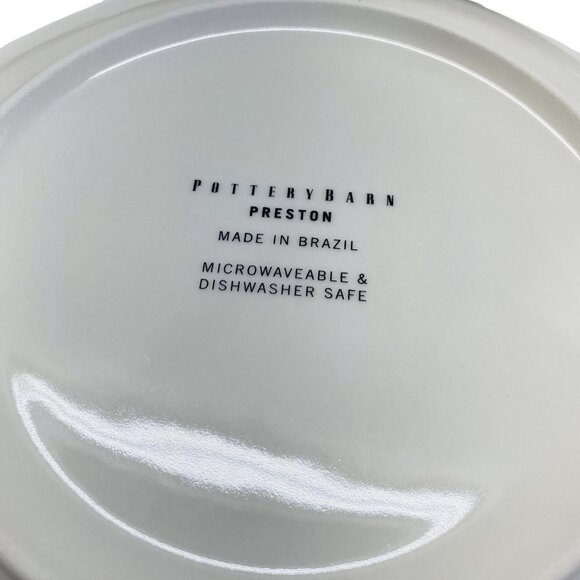 POTTERYBARN
PRESTON
MADE IN BRAZIL
MICROWAVEABLE &
DISHWASHER SAFE